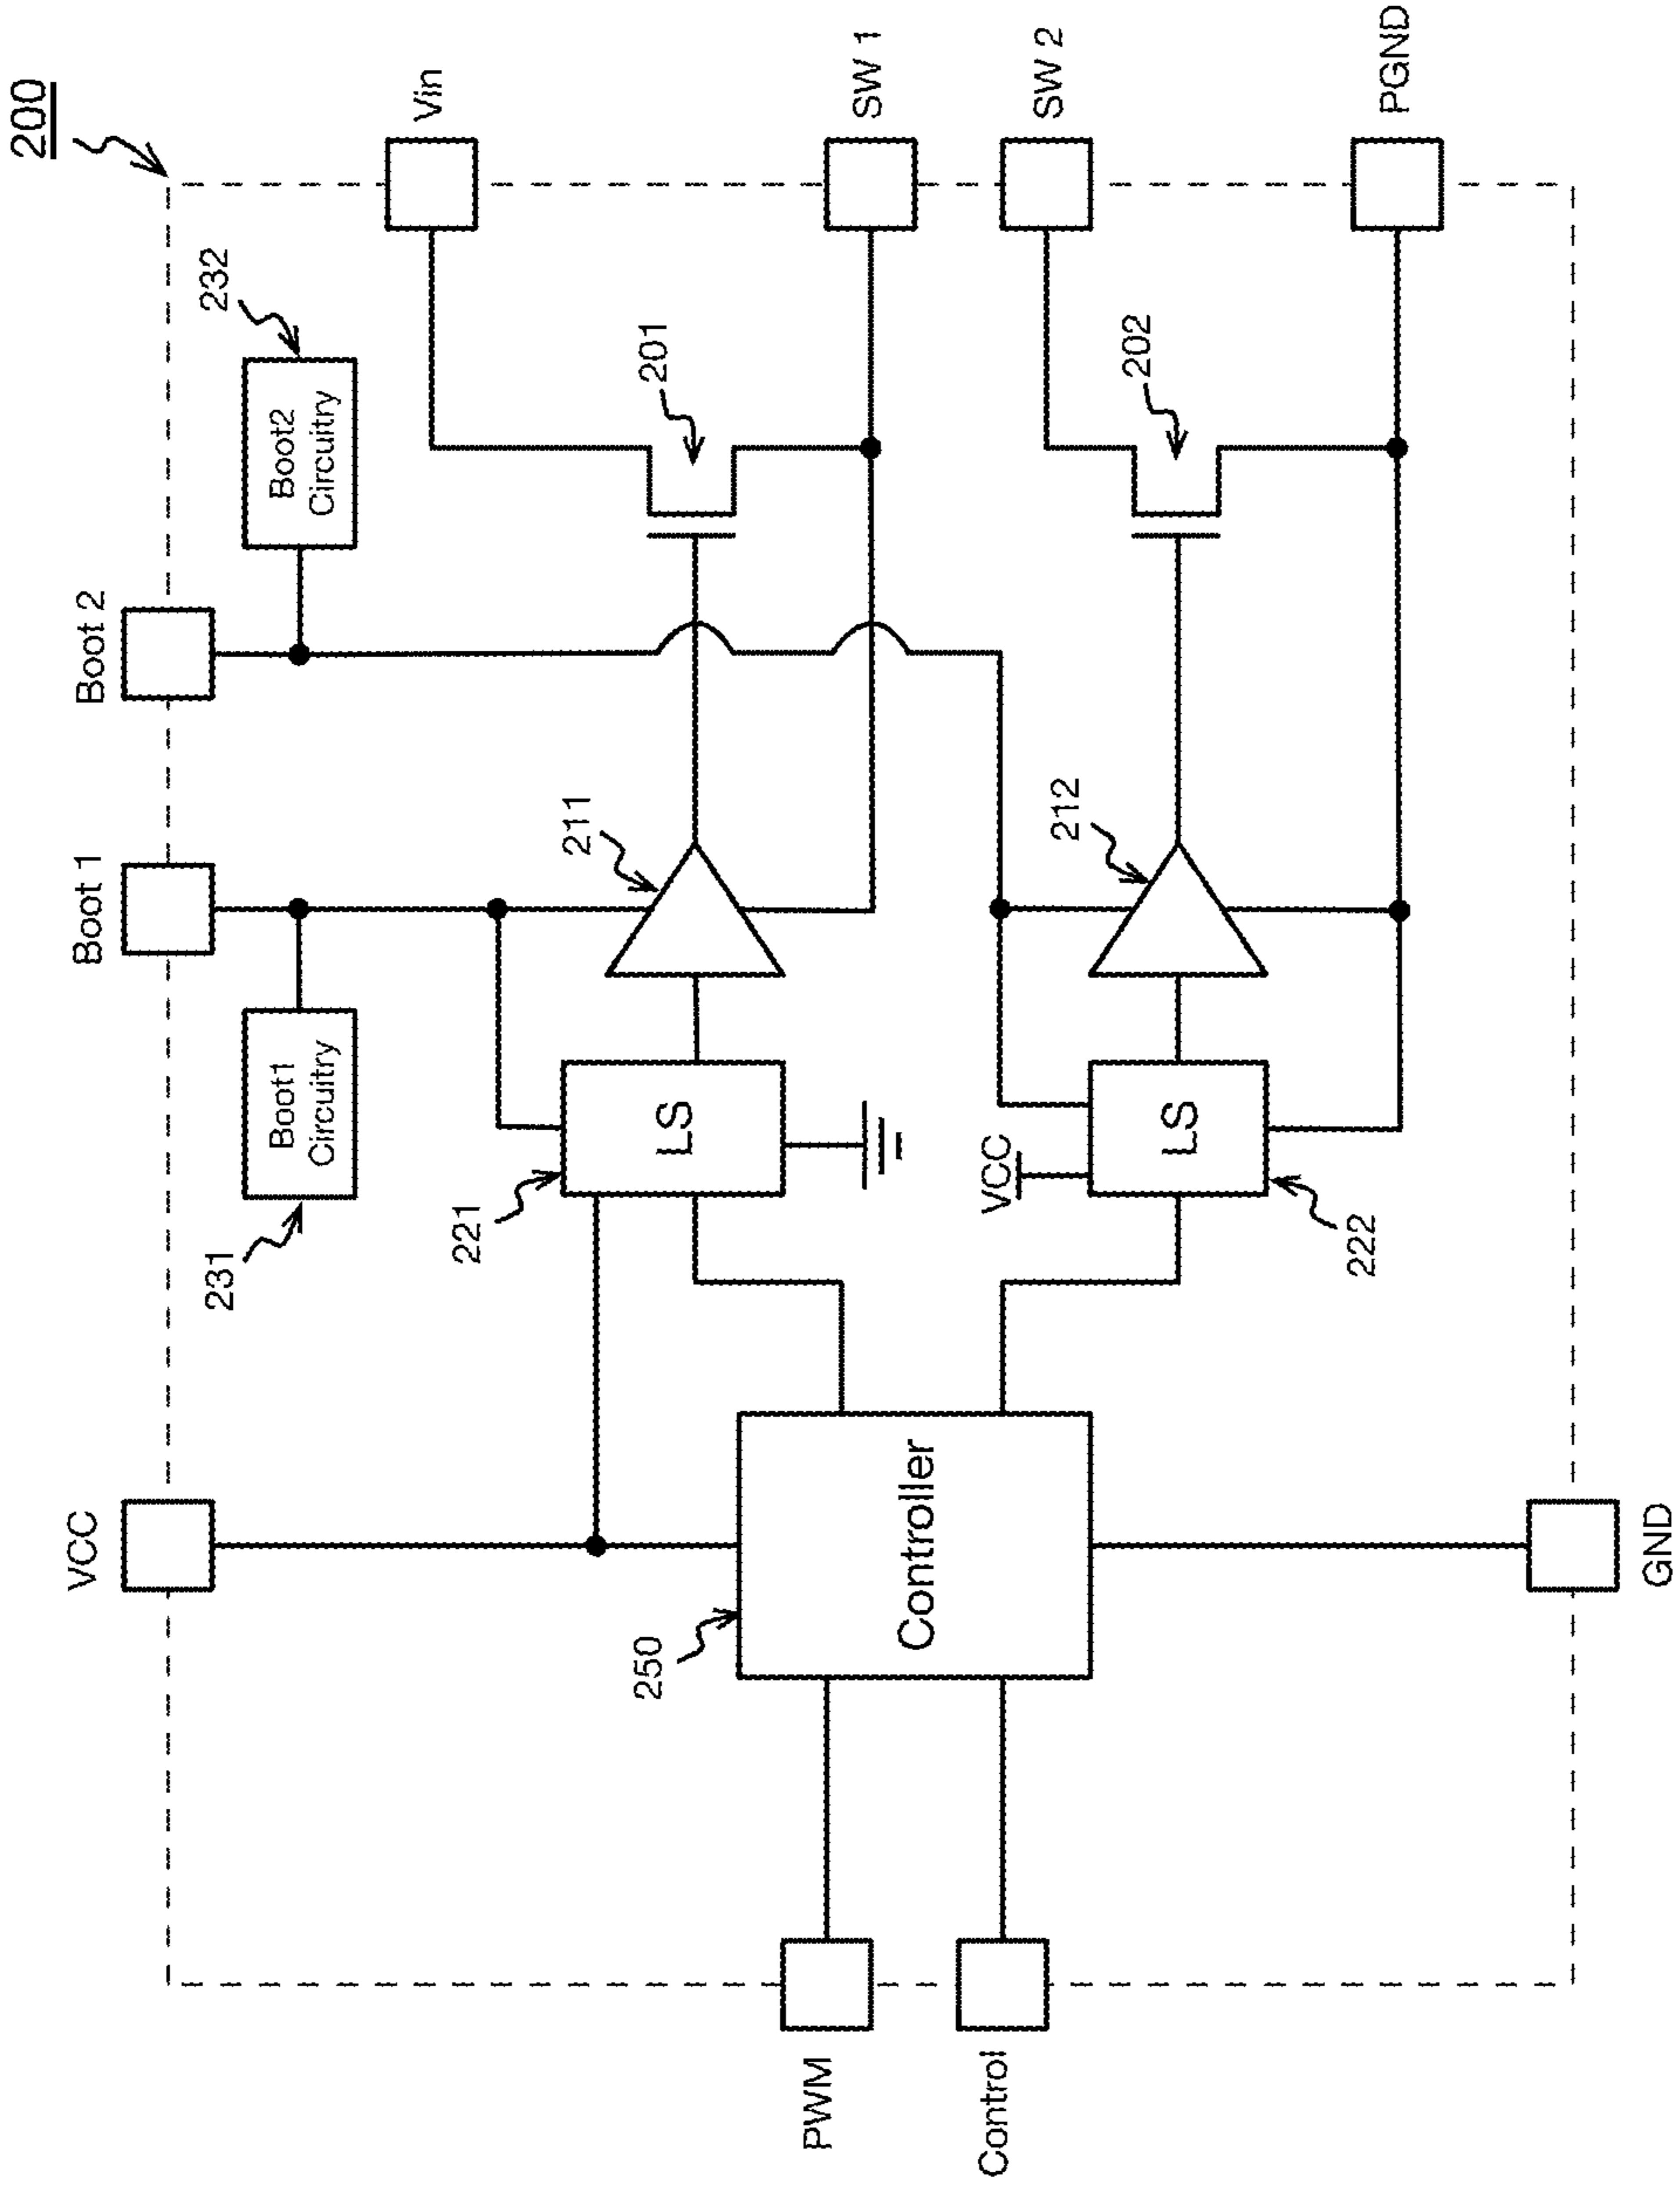 200
VCC
Boot 1
Boot 2
231
Boot1
Circuitry
Boot2
Circuitry
232
Vin
221
LS
211
201
SW 1
PWM
250
Controller
Control
VCC
LS
222
212
202
SW 2
PGND
GND